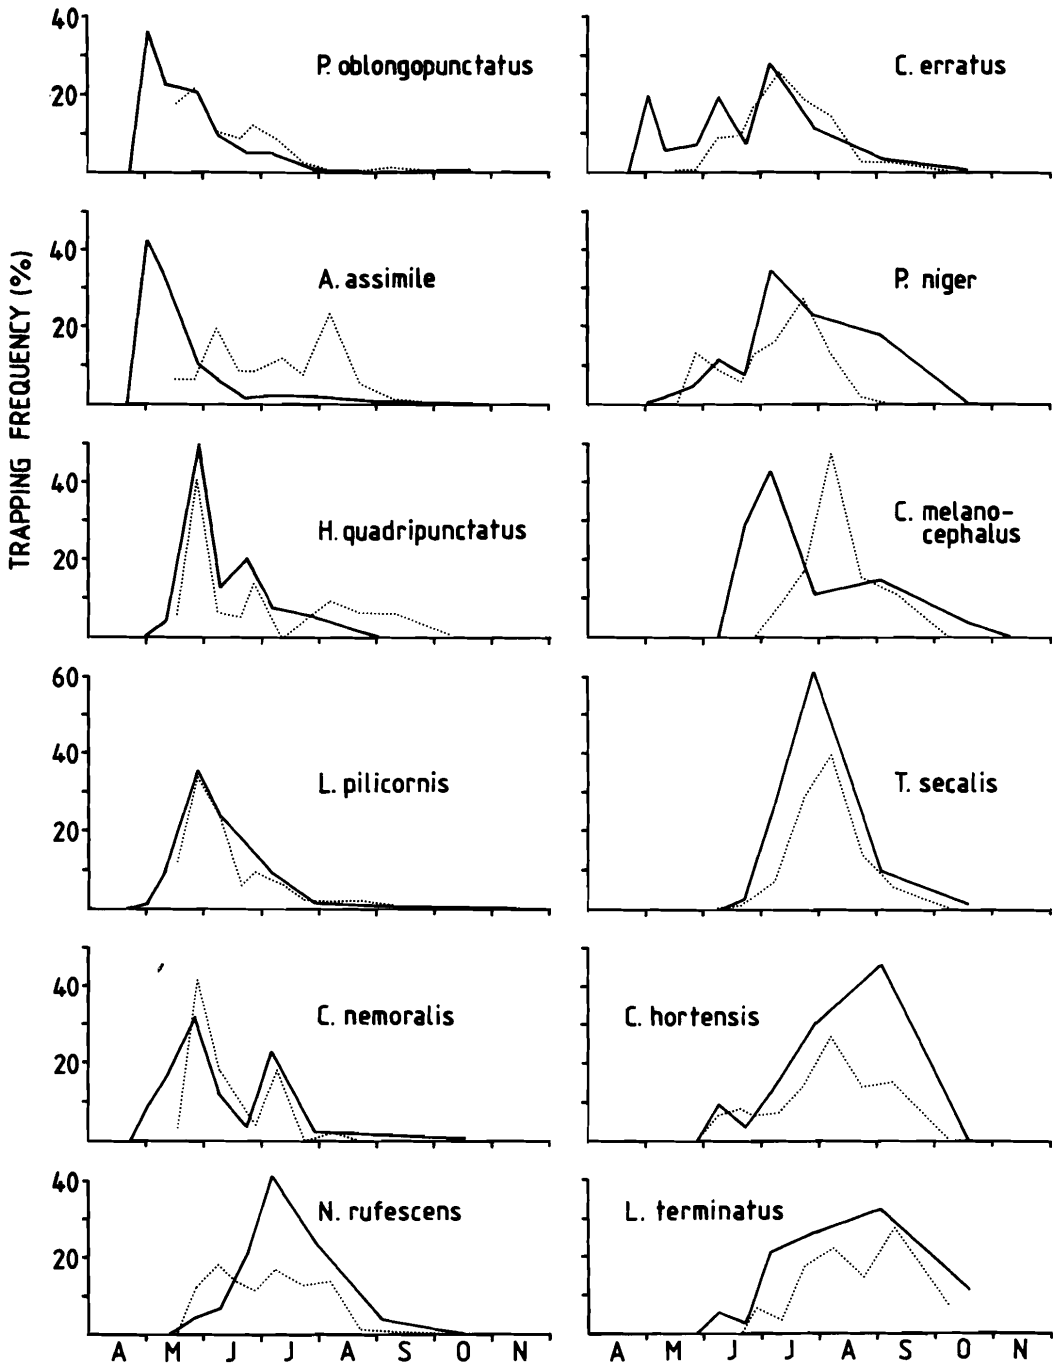 TRAPPING FREQUENCY (%)
40
20
P. oblongopunctatus
C. erratus
40
20
A. assimile
P. niger
40
20
H. quadripunctatus
C. melano-
cephalus
60
40
20
L. pilicornis
T. secalis
40
20
C. nemoralis
C. hortensis
40
20
N. rufescens
L. terminatus
A M J J A S O N
A M J J A S O N